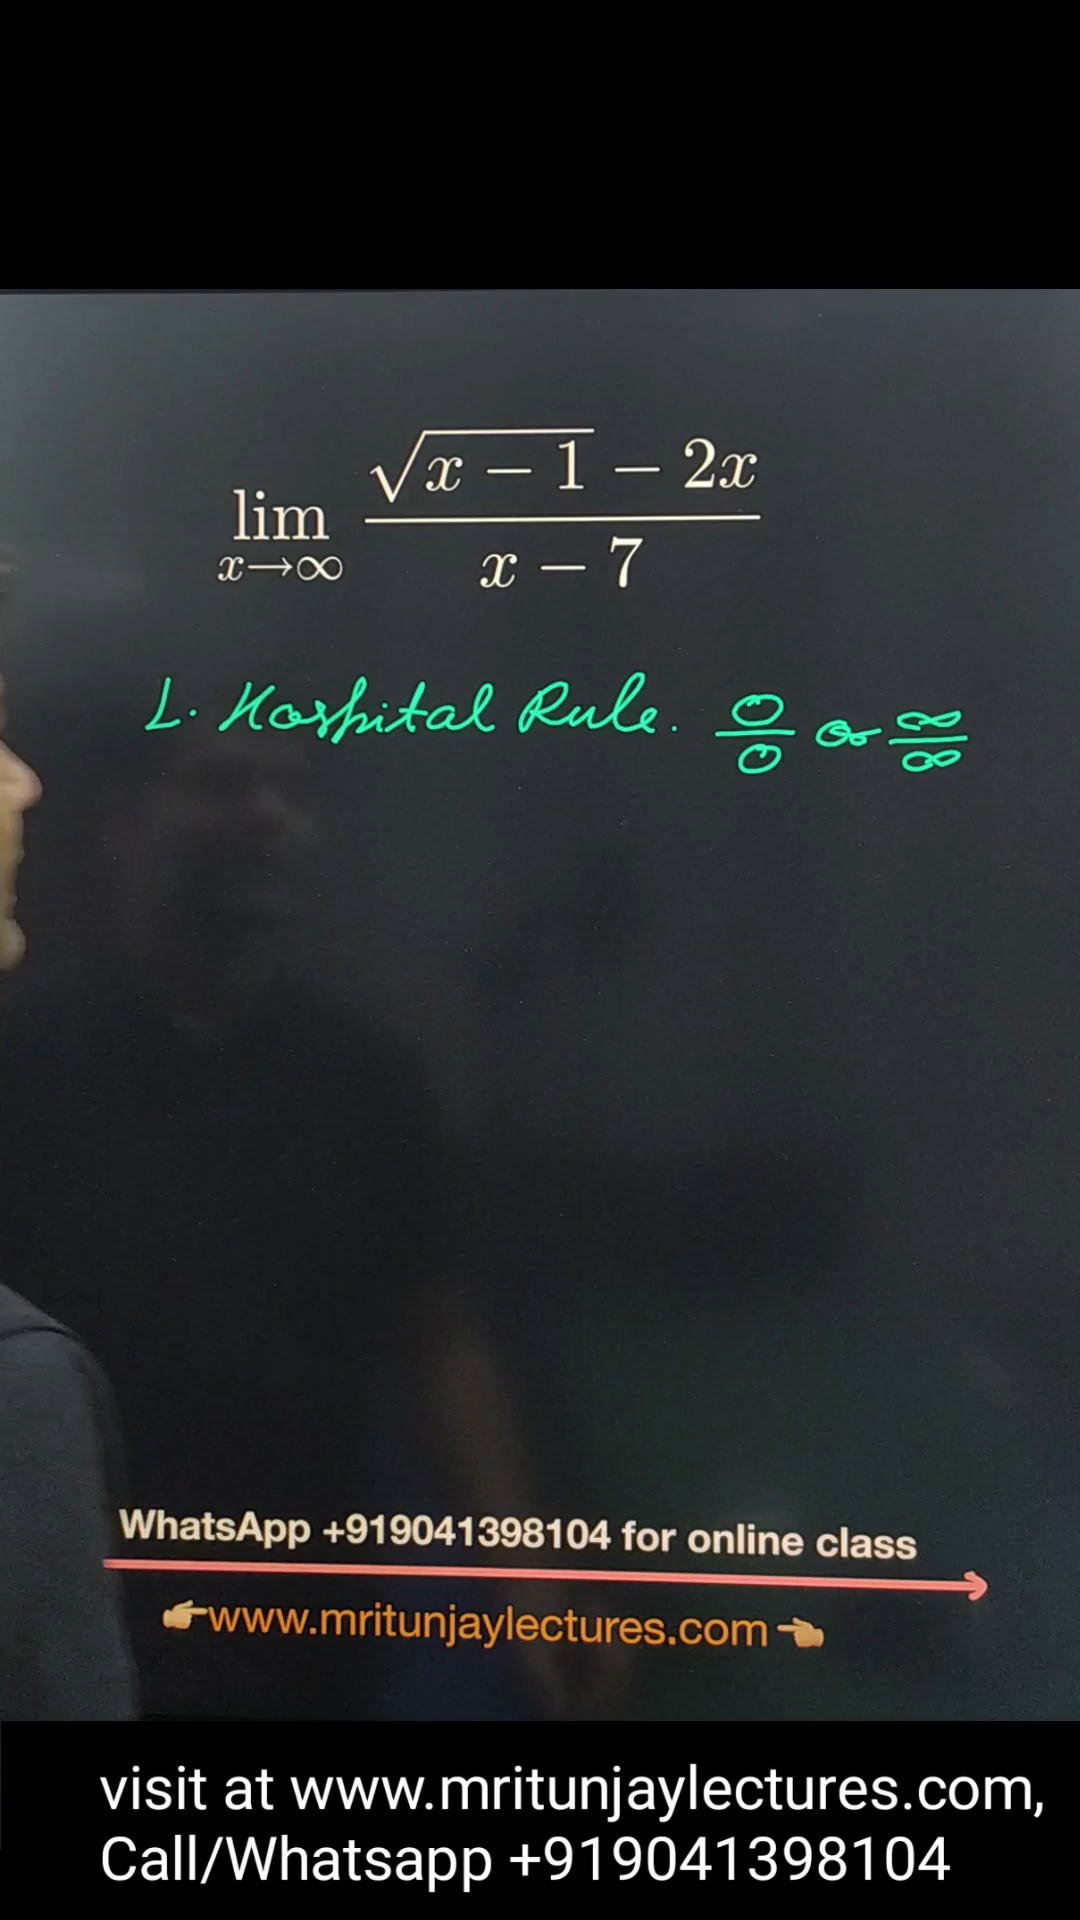 lim x→∞ √(x − 1) − 2x / x − 7
L. Hospital Rule. 0/0 or ∞/∞
WhatsApp +919041398104 for online class
👉www.mritunjaylectures.com👈
visit at www.mritunjaylectures.com,
Call/Whatsapp +919041398104